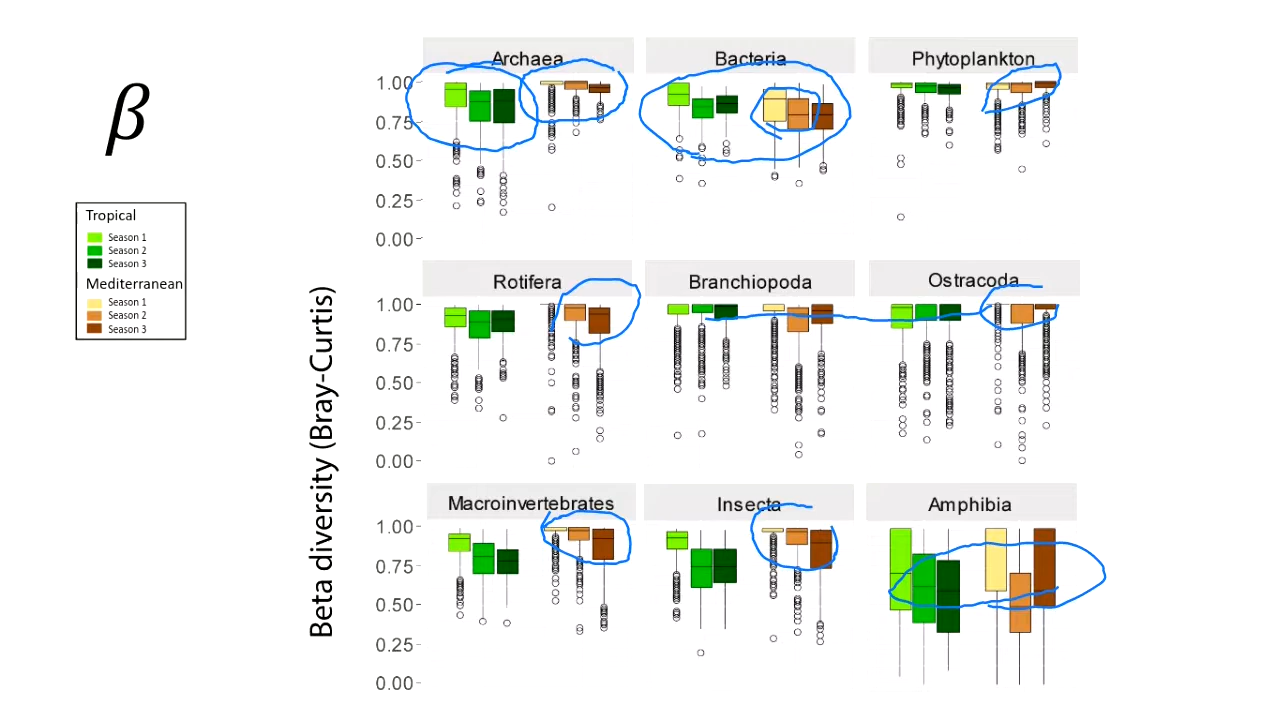 β
Tropical
Season 1
Season 2
Season 3
Mediterranean
Season 1
Season 2
Season 3
Beta diversity (Bray-Curtis)
Archaea
Bacteria
Phytoplankton
1.00
0.75
0.50
0.25
0.00
Rotifera
Branchiopoda
Ostracoda
1.00
0.75
0.50
0.25
0.00
Macroinvertebrates
Insecta
Amphibia
1.00
0.75
0.50
0.25
0.00